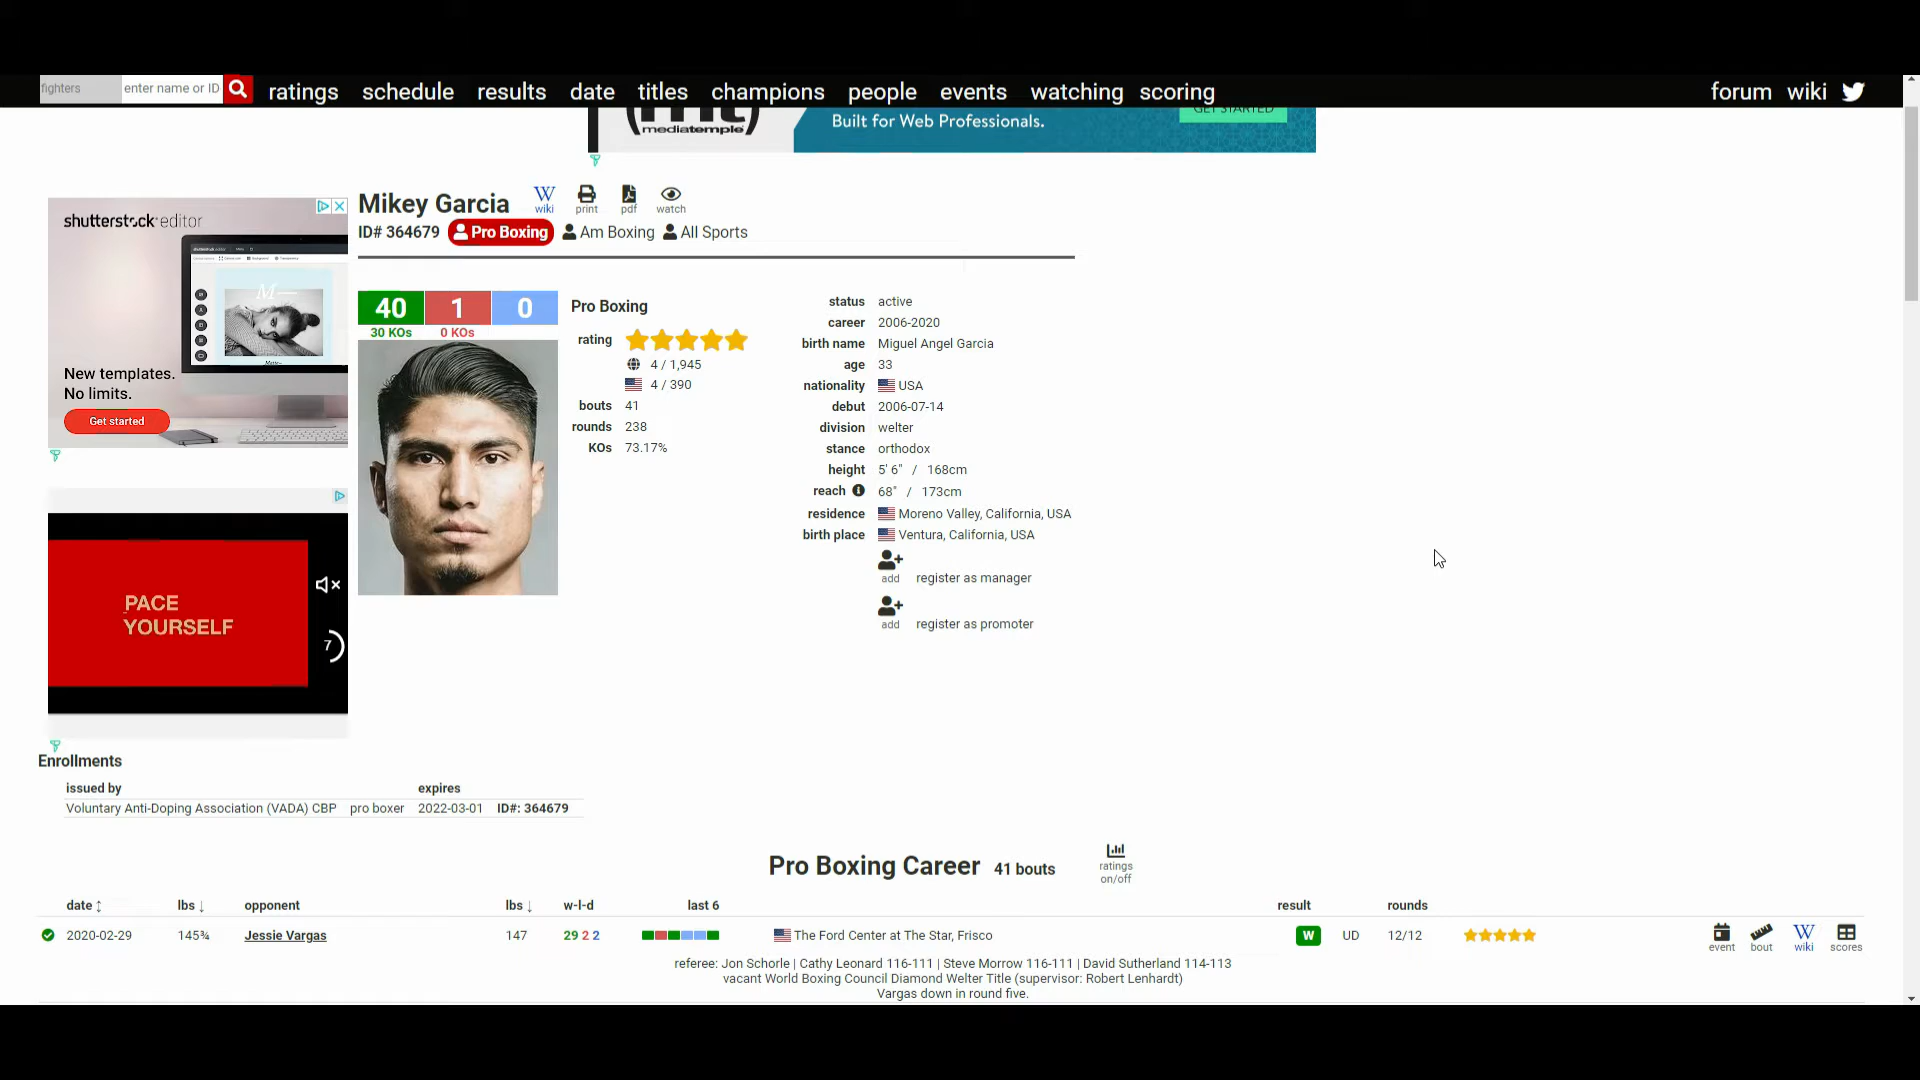 fighters enter name or ID ratings schedule results date titles champions people events watching scoring forum wiki
mediatemple Built for Web Professionals. GET STARTED
Mikey Garcia wiki print pdf watch
ID# 364679 Pro Boxing Am Boxing All Sports
shutterstock editor
New templates.
No limits.
Get started
40 1 0
30 KOs 0 KOs
Pro Boxing
rating
4 / 1,945
4 / 390
bouts 41
rounds 238
KOs 73.17%
status active
career 2006-2020
birth name Miguel Angel Garcia
age 33
nationality USA
debut 2006-07-14
division welter
stance orthodox
height 5' 6" / 168cm
reach 68" / 173cm
residence Moreno Valley, California, USA
birth place Ventura, California, USA
add register as manager
add register as promoter
PACE
YOURSELF
7
Enrollments
issued by expires
Voluntary Anti-Doping Association (VADA) CBP pro boxer 2022-03-01 ID#: 364679
Pro Boxing Career 41 bouts
ratings
on/off
date lbs opponent lbs w-l-d last 6 result rounds
2020-02-29 145¾ Jessie Vargas 147 29 2 2 The Ford Center at The Star, Frisco W UD 12/12 event bout wiki scores
referee: Jon Schorle | Cathy Leonard 116-111 | Steve Morrow 116-111 | David Sutherland 114-113
vacant World Boxing Council Diamond Welter Title (supervisor: Robert Lenhardt)
Vargas down in round five.